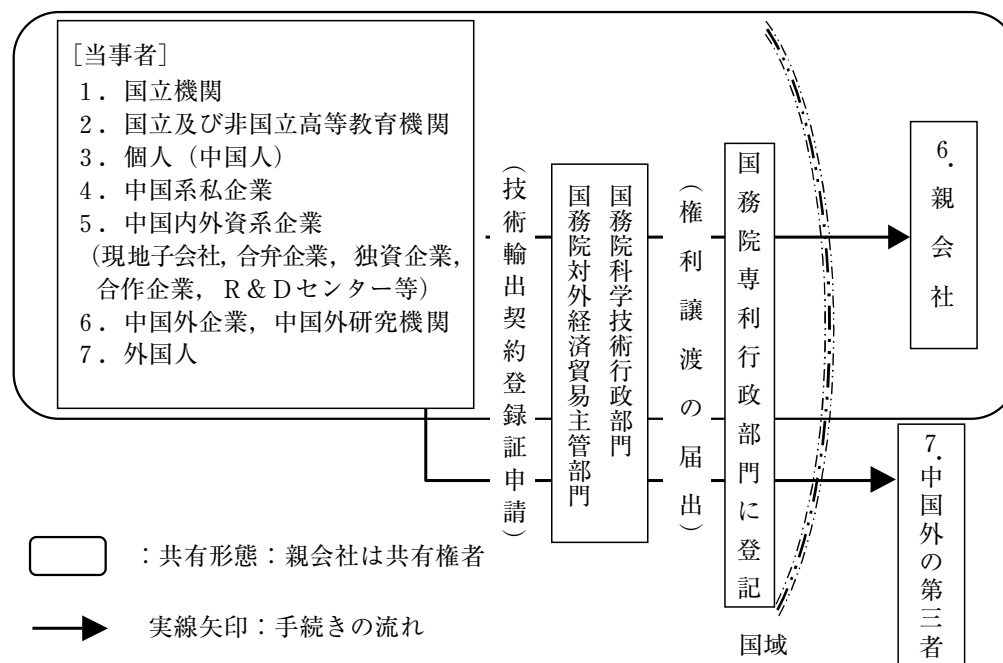 [当事者]
1．国立機関
2．国立及び非国立高等教育機関
3．個人（中国人）
4．中国系私企業
5．中国内外資系企業
（現地子会社，合弁企業，独資企業，
合作企業，R＆Dセンター等）
6．中国外企業，中国外研究機関
7．外国人
（技術輸出契約登録証申請）
国務院科学技術行政部門
国務院対外経済貿易主管部門
（権利譲渡の届出）
国務院専利行政部門に登記
6．親会社
7．中国外の第三者
国域
：共有形態：親会社は共有権者
実線矢印：手続きの流れ